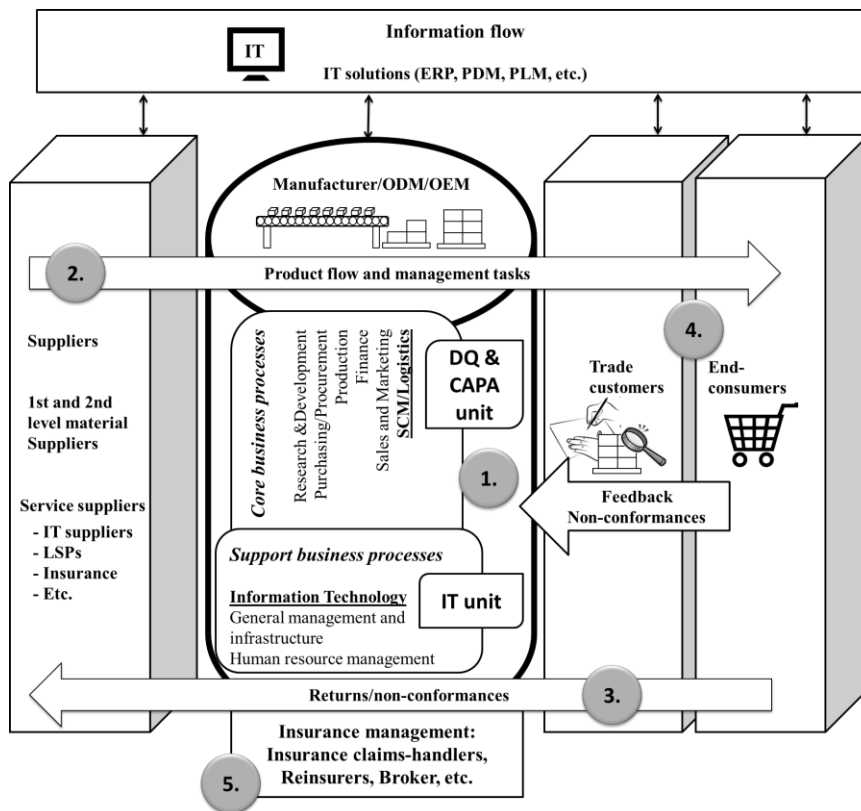 Information flow
IT
IT solutions (ERP, PDM, PLM, etc.)
Manufacturer/ODM/OEM
2.
Product flow and management tasks
Suppliers
1st and 2nd
level material
Suppliers
Service suppliers
- IT suppliers
- LSPs
- Insurance
- Etc.
Core business processes
Research &Development
Purchasing/Procurement
Production
Finance
Sales and Marketing
SCM/Logistics
DQ &
CAPA
unit
1.
Support business processes
Information Technology
General management and
infrastructure
Human resource management
IT unit
4.
Trade
customers
End-
consumers
Feedback
Non-conformances
Returns/non-conformances
3.
Insurance management:
Insurance claims-handlers,
Reinsurers, Broker, etc.
5.